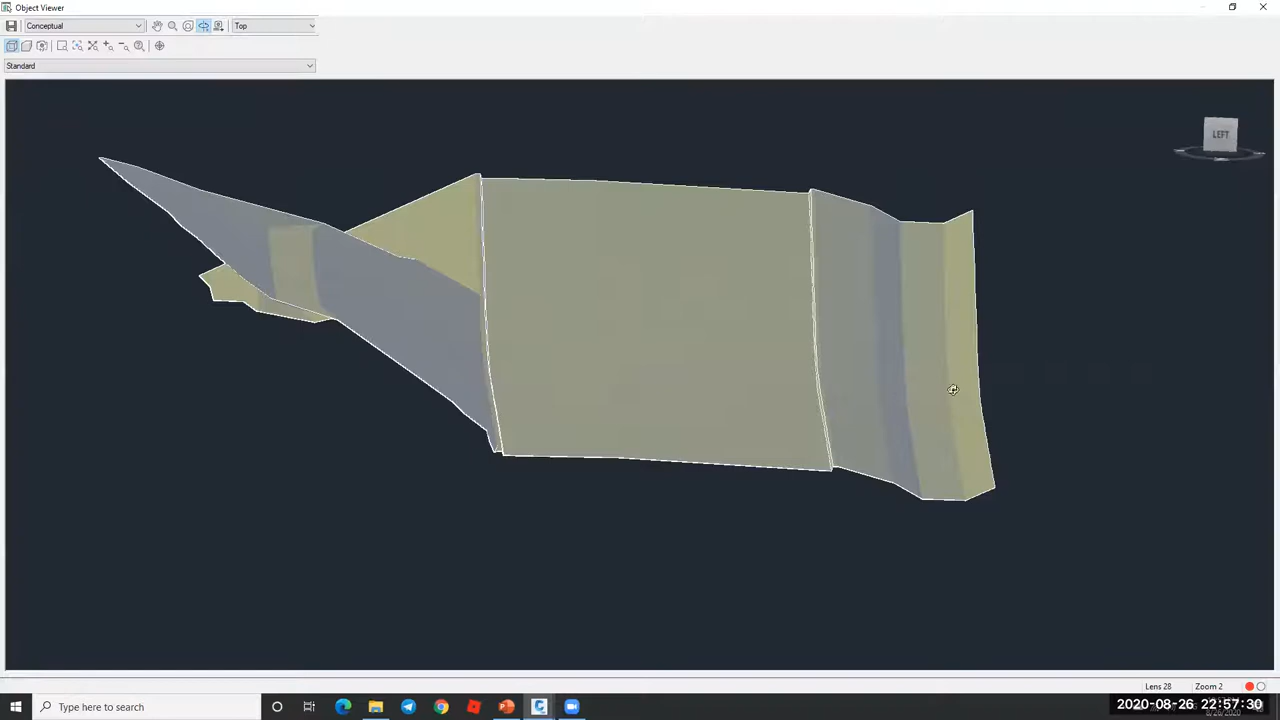 Object Viewer
Conceptual
Top
Standard
LEFT
Lens 28
Zoom 2
Type here to search
2020-08-26 22:57:30